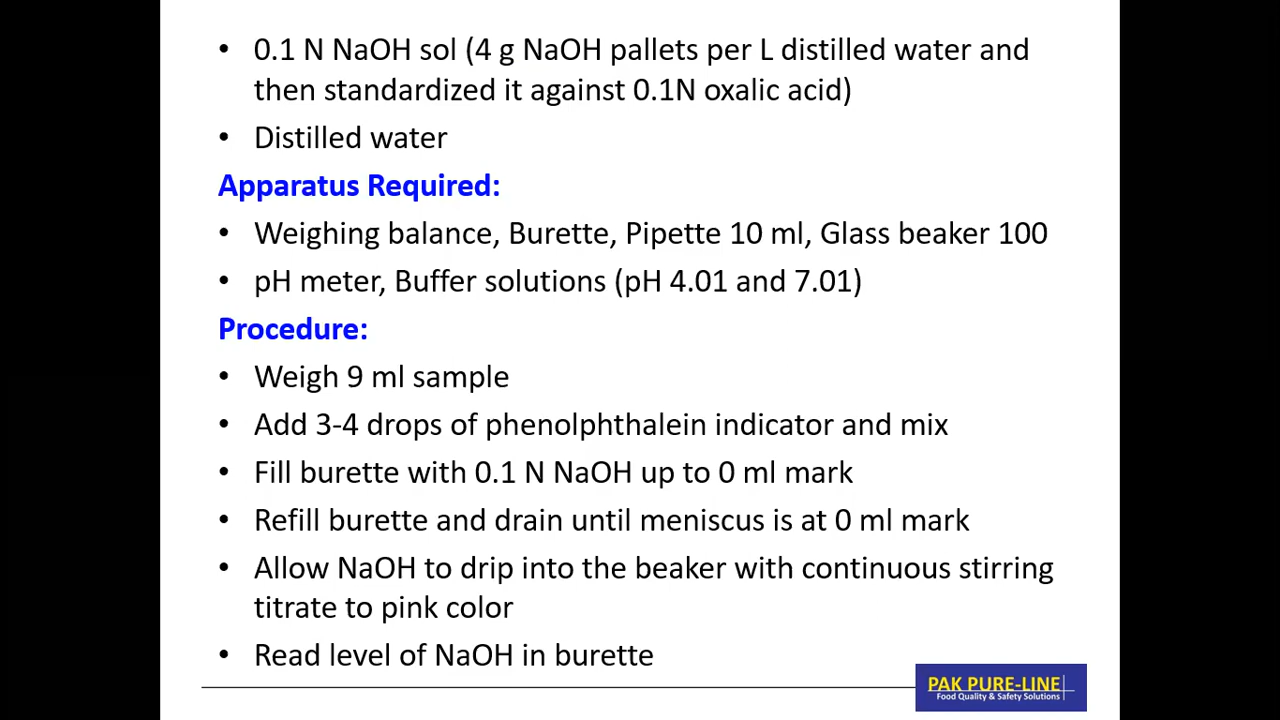 • 0.1 N NaOH sol (4 g NaOH pallets per L distilled water and
then standardized it against 0.1N oxalic acid)
• Distilled water
Apparatus Required:
• Weighing balance, Burette, Pipette 10 ml, Glass beaker 100
• pH meter, Buffer solutions (pH 4.01 and 7.01)
Procedure:
• Weigh 9 ml sample
• Add 3-4 drops of phenolphthalein indicator and mix
• Fill burette with 0.1 N NaOH up to 0 ml mark
• Refill burette and drain until meniscus is at 0 ml mark
• Allow NaOH to drip into the beaker with continuous stirring
titrate to pink color
• Read level of NaOH in burette
PAK PURE-LINE
Food Quality & Safety Solutions